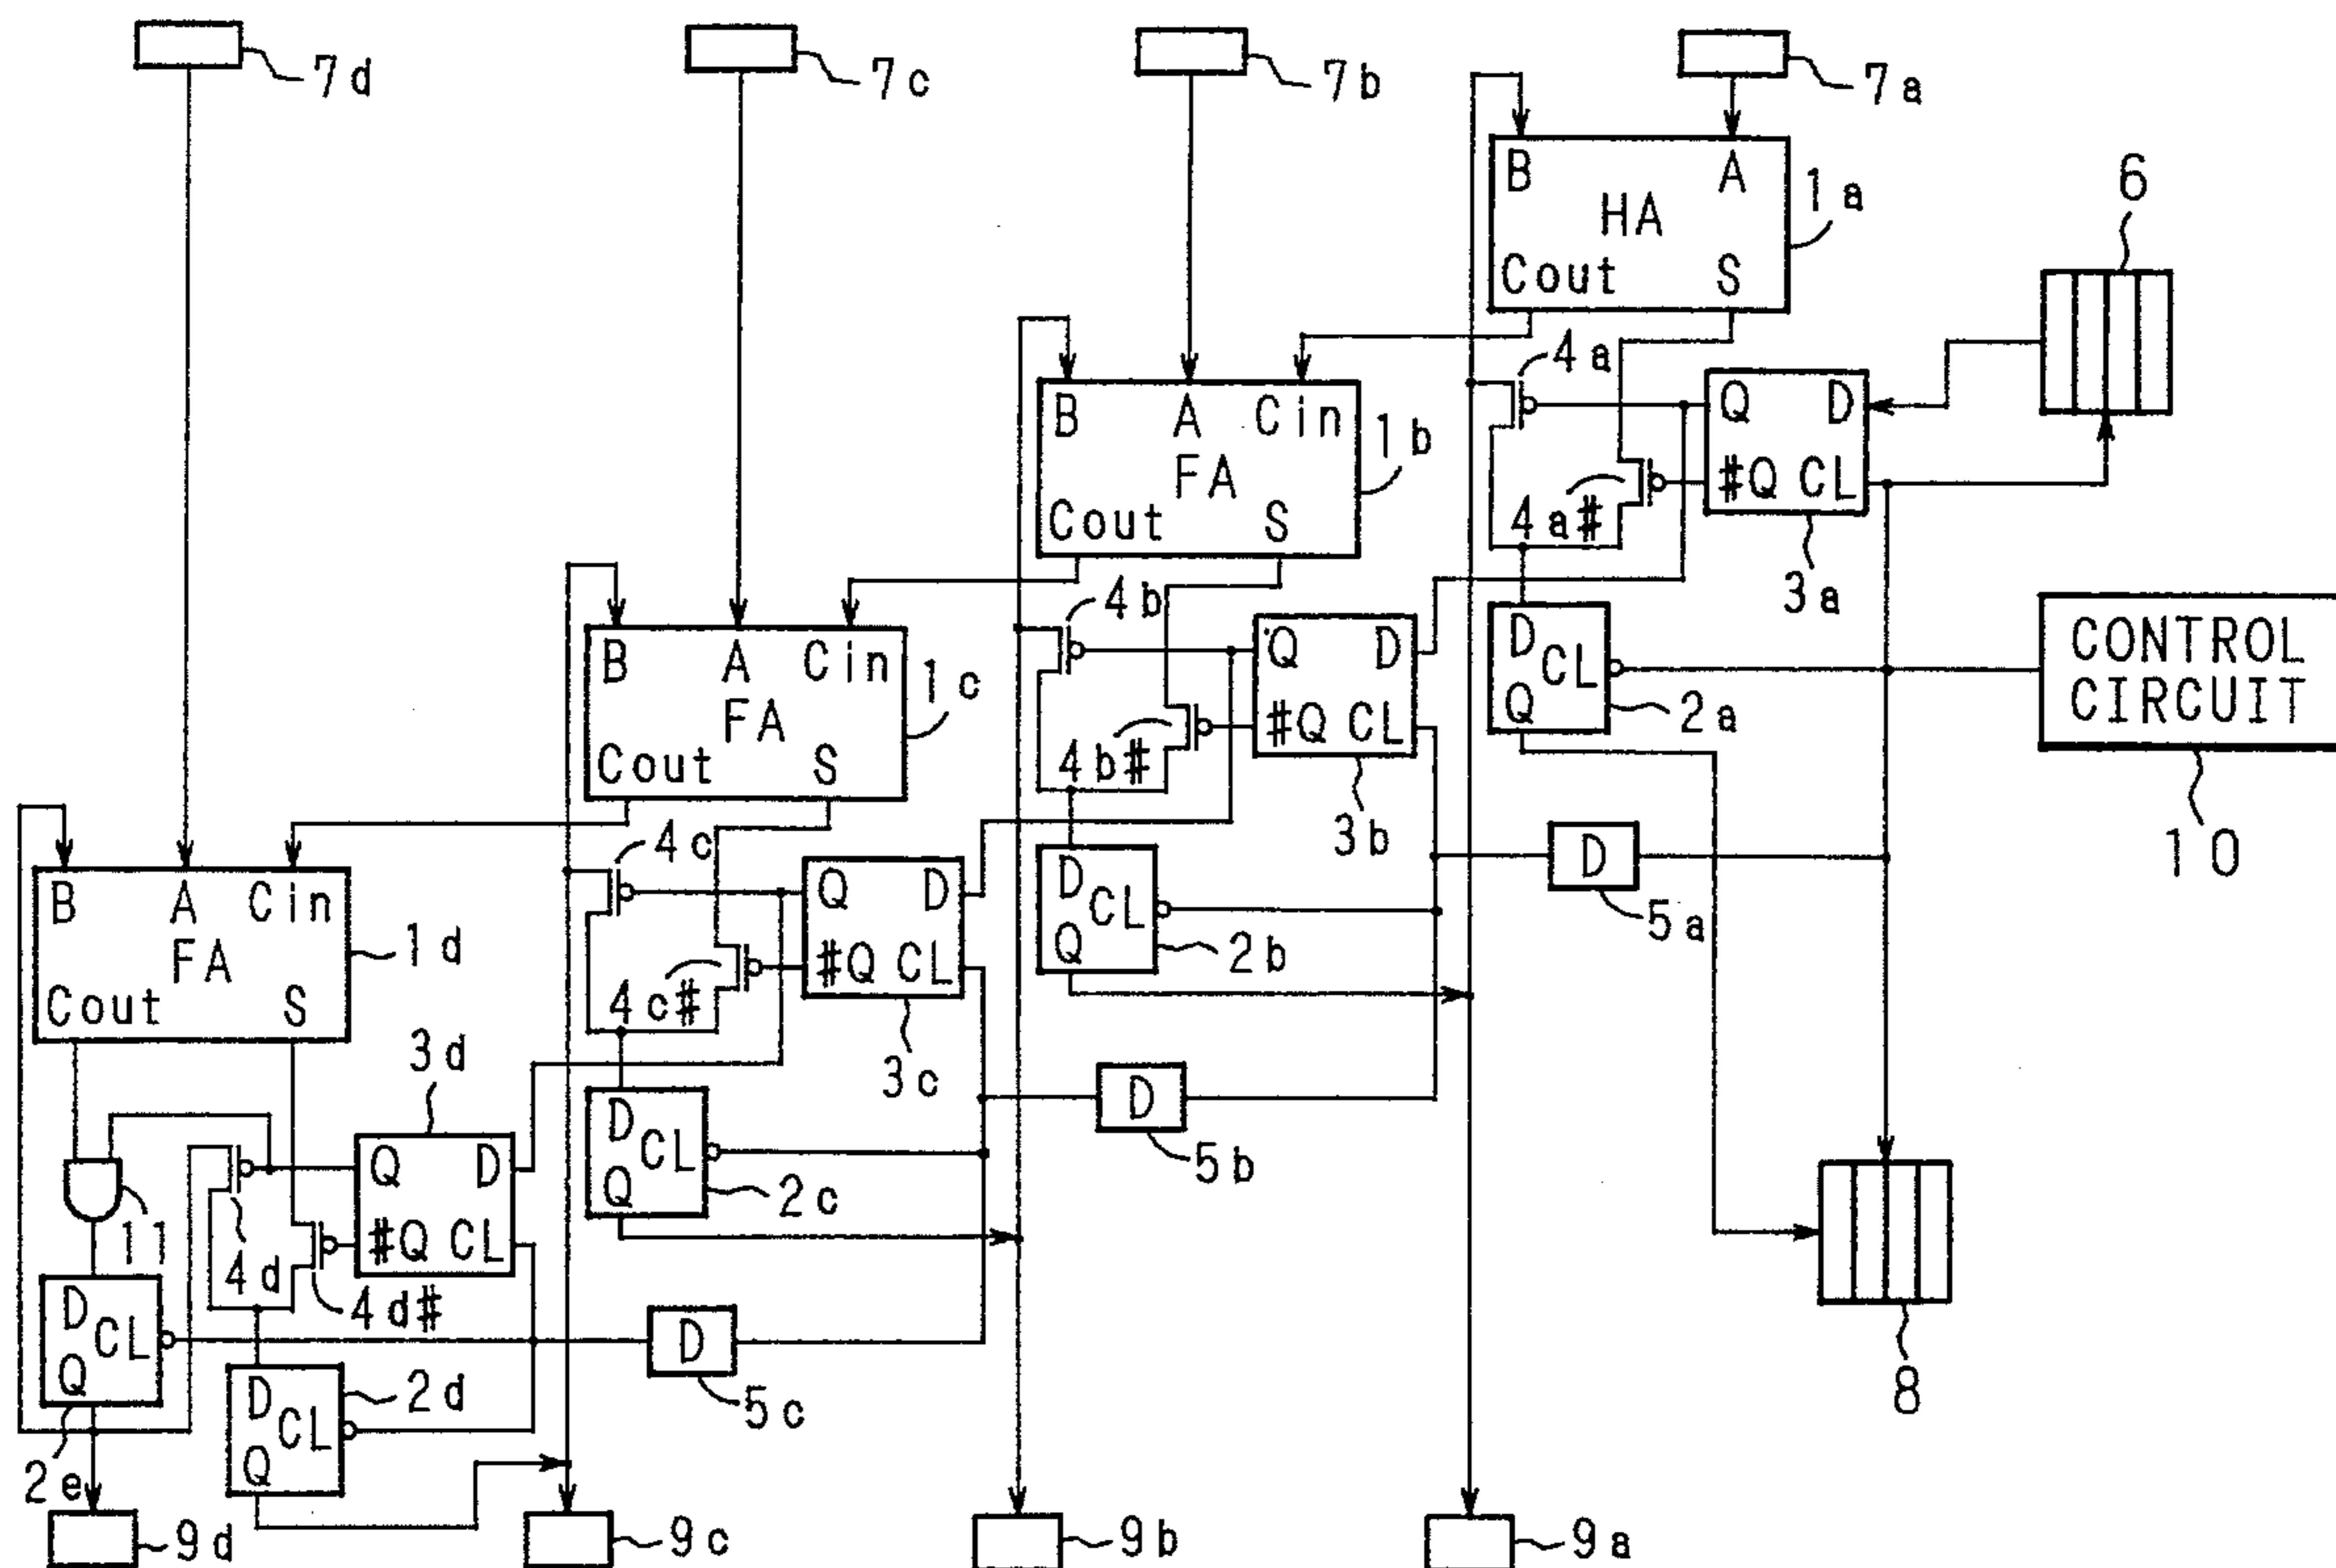 7d
7c
7b
7a
B A
HA
Cout S
1a
6
4a
Q D
#Q CL
4a#
3a
B A Cin
FA
Cout S
1b
4b
Q D
#Q CL
4b#
3b
D
CL
Q
2a
CONTROL
CIRCUIT
10
B A Cin
FA
Cout S
1c
4c
Q D
#Q CL
4c#
3c
D
CL
Q
2b
D
5a
B A Cin
FA
Cout S
1d
3d
Q D
#Q CL
4d
4d#
11
D
CL
Q
2c
D
5b
8
D
CL
Q
2e
D
CL
Q
2d
D
5c
9d
9c
9b
9a